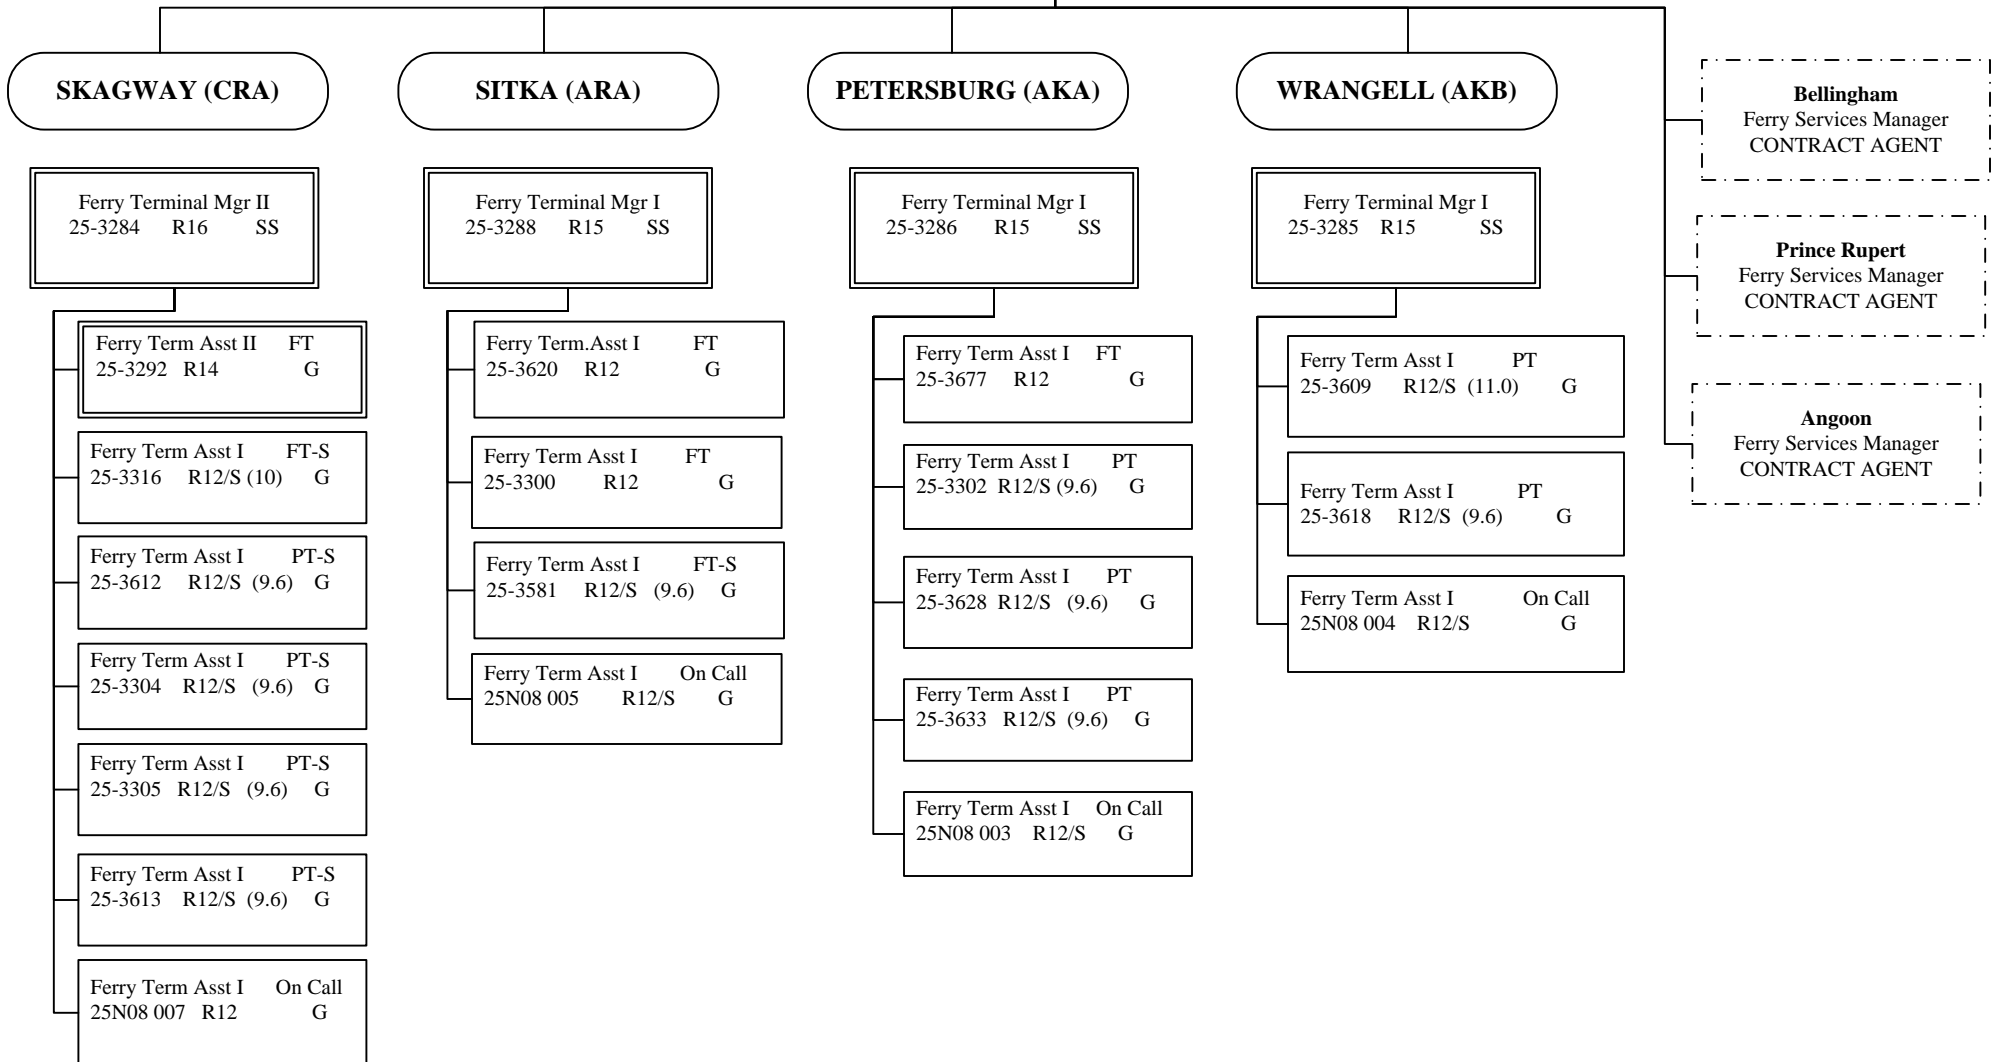 SKAGWAY (CRA)
Ferry Terminal Mgr II
25-3284 R16 SS
Ferry Term Asst II FT
25-3292 R14 G
Ferry Term Asst I FT-S
25-3316 R12/S (10) G
Ferry Term Asst I PT-S
25-3612 R12/S (9.6) G
Ferry Term Asst I PT-S
25-3304 R12/S (9.6) G
Ferry Term Asst I PT-S
25-3305 R12/S (9.6) G
Ferry Term Asst I PT-S
25-3613 R12/S (9.6) G
Ferry Term Asst I On Call
25N08 007 R12 G
SITKA (ARA)
Ferry Terminal Mgr I
25-3288 R15 SS
Ferry Term.Asst I FT
25-3620 R12 G
Ferry Term Asst I FT
25-3300 R12 G
Ferry Term Asst I FT-S
25-3581 R12/S (9.6) G
Ferry Term Asst I On Call
25N08 005 R12/S G
PETERSBURG (AKA)
Ferry Terminal Mgr I
25-3286 R15 SS
Ferry Term Asst I FT
25-3677 R12 G
Ferry Term Asst I PT
25-3302 R12/S (9.6) G
Ferry Term Asst I PT
25-3628 R12/S (9.6) G
Ferry Term Asst I PT
25-3633 R12/S (9.6) G
Ferry Term Asst I On Call
25N08 003 R12/S G
WRANGELL (AKB)
Ferry Terminal Mgr I
25-3285 R15 SS
Ferry Term Asst I PT
25-3609 R12/S (11.0) G
Ferry Term Asst I PT
25-3618 R12/S (9.6) G
Ferry Term Asst I On Call
25N08 004 R12/S G
Bellingham
Ferry Services Manager
CONTRACT AGENT
Prince Rupert
Ferry Services Manager
CONTRACT AGENT
Angoon
Ferry Services Manager
CONTRACT AGENT